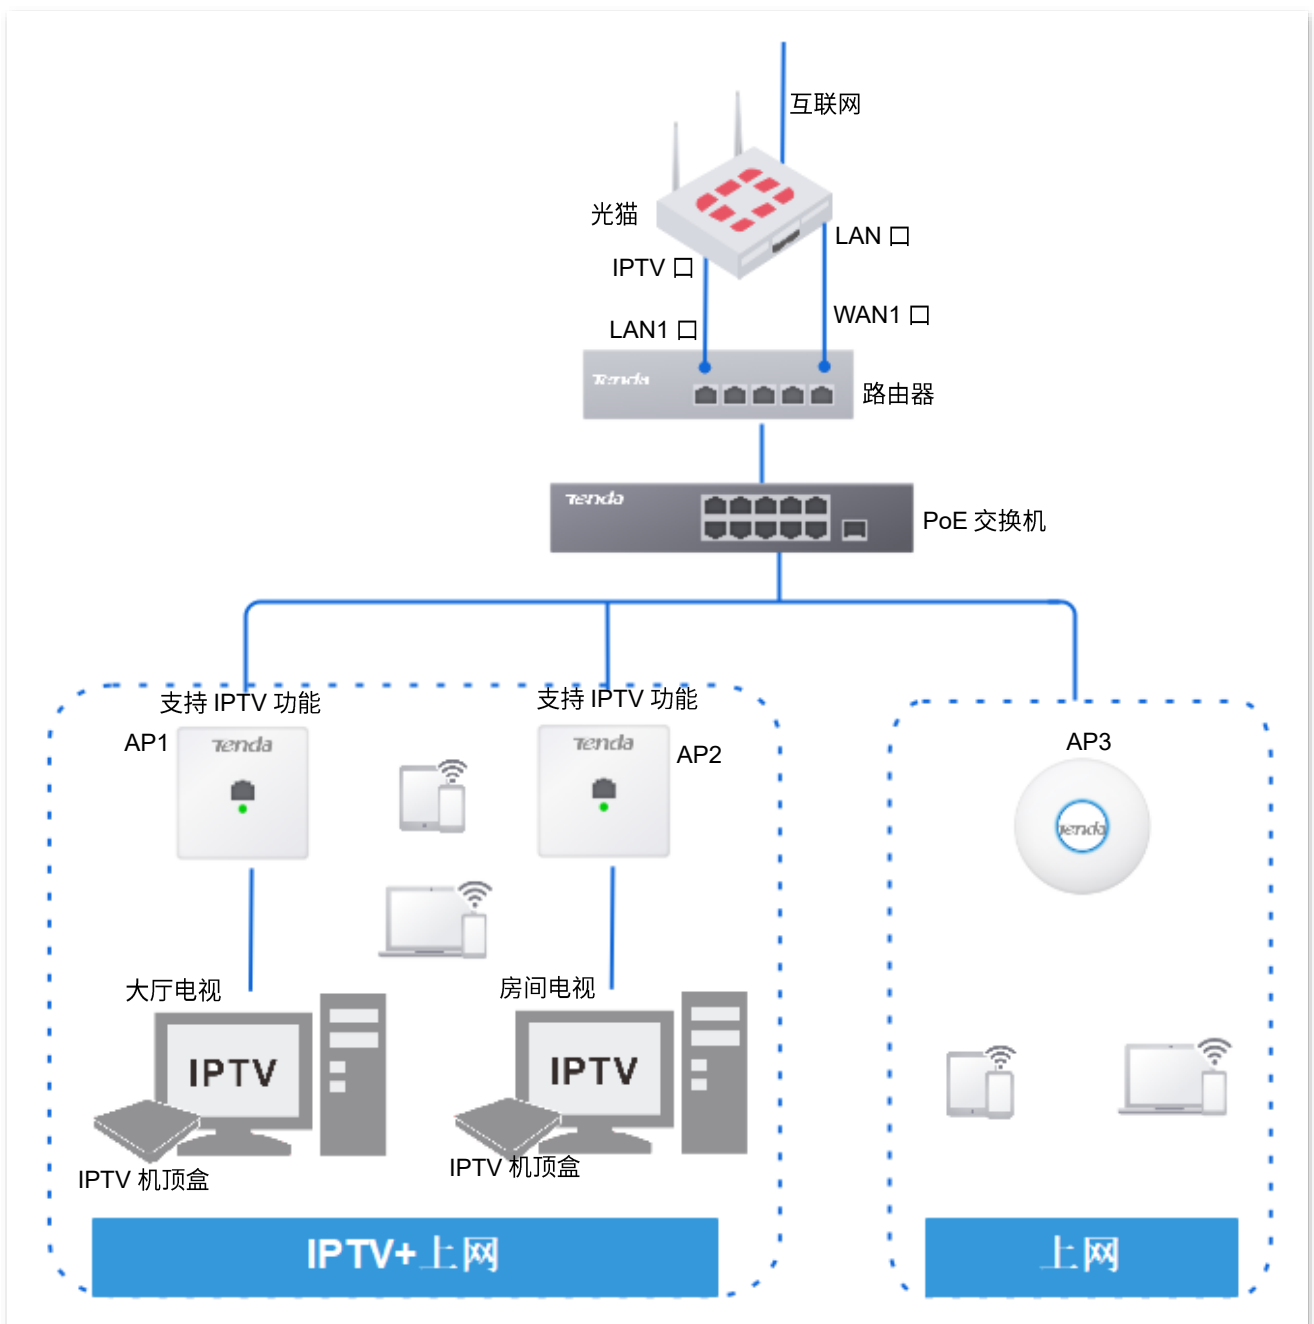 互联网
光猫
LAN 口
IPTV 口
WAN1 口
LAN1 口
Tenda
路由器
Tenda
PoE 交换机
支持 IPTV 功能
支持 IPTV 功能
AP1
Tenda
Tenda
AP2
AP3
Tenda
大厅电视
房间电视
IPTV
IPTV
IPTV 机顶盒
IPTV 机顶盒
IPTV+上网
上网